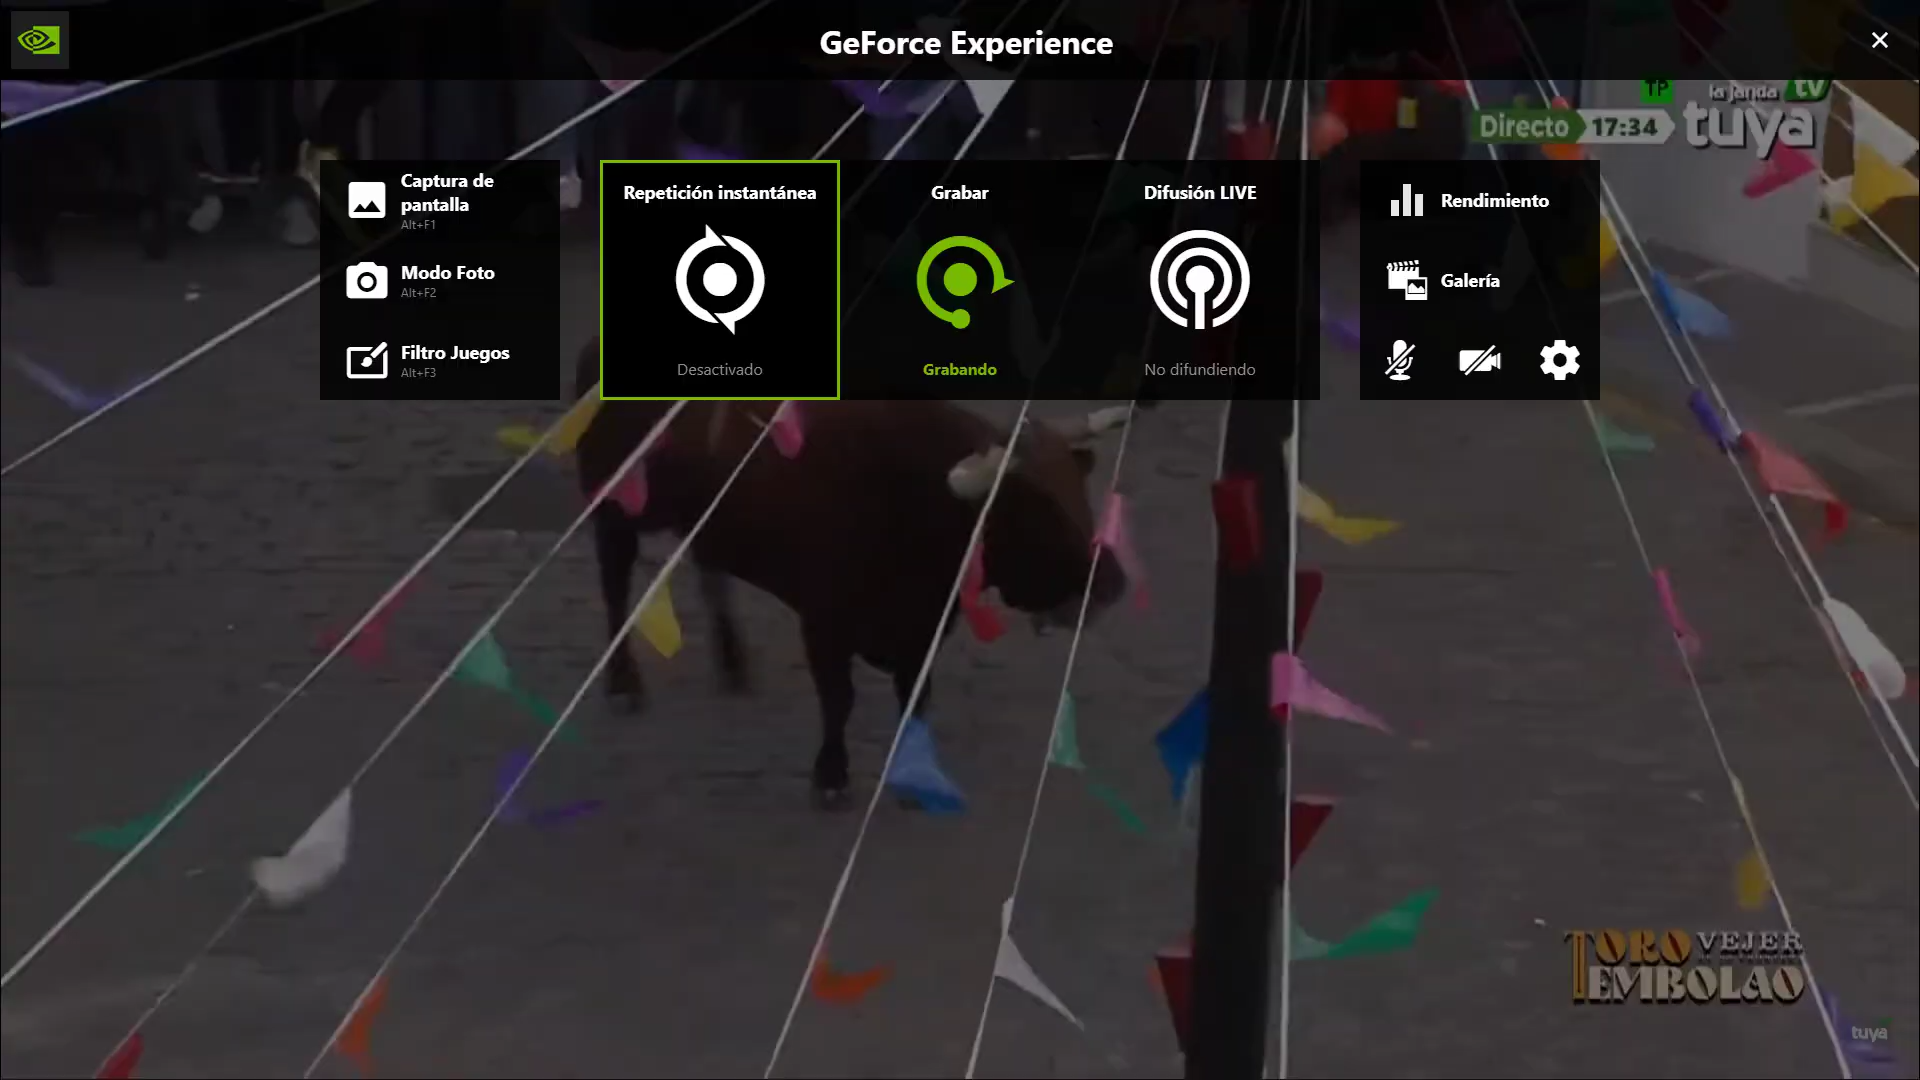 GeForce Experience
TP
la janda tv
Directo 17:34 tuya
Captura de
pantalla
Alt+F1
Modo Foto
Alt+F2
Filtro Juegos
Alt+F3
Repetición instantánea
Desactivado
Grabar
Grabando
Difusión LIVE
No difundiendo
Rendimiento
Galería
TORO VEJER
EMBOLAO
tuya